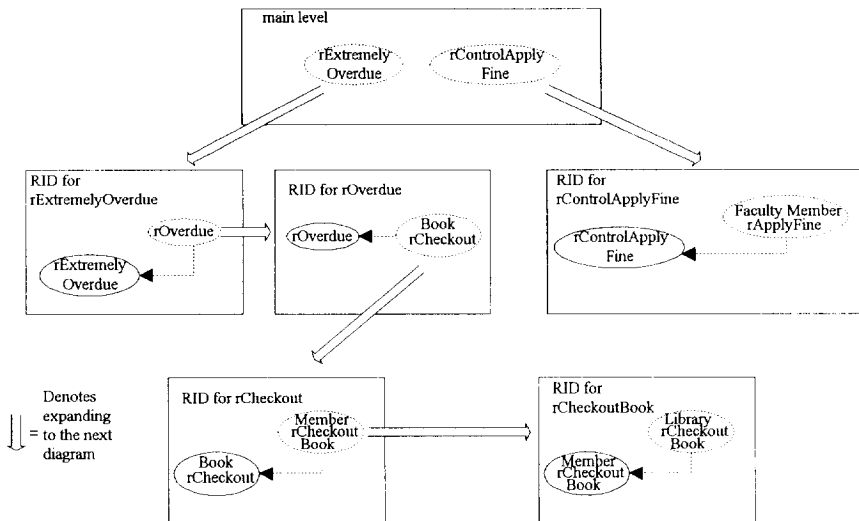 main level
rExtremely
Overdue
rControlApply
Fine
RID for
rExtremelyOverdue
rOverdue
rExtremely
Overdue
RID for rOverdue
rOverdue
Book
rCheckout
RID for
rControlApplyFine
Faculty Member
rApplyFine
rControlApply
Fine
Denotes
expanding
= to the next
diagram
RID for rCheckout
Member
rCheckout
Book
Book
rCheckout
RID for
rCheckoutBook
Library
rCheckout
Book
Member
rCheckout
Book